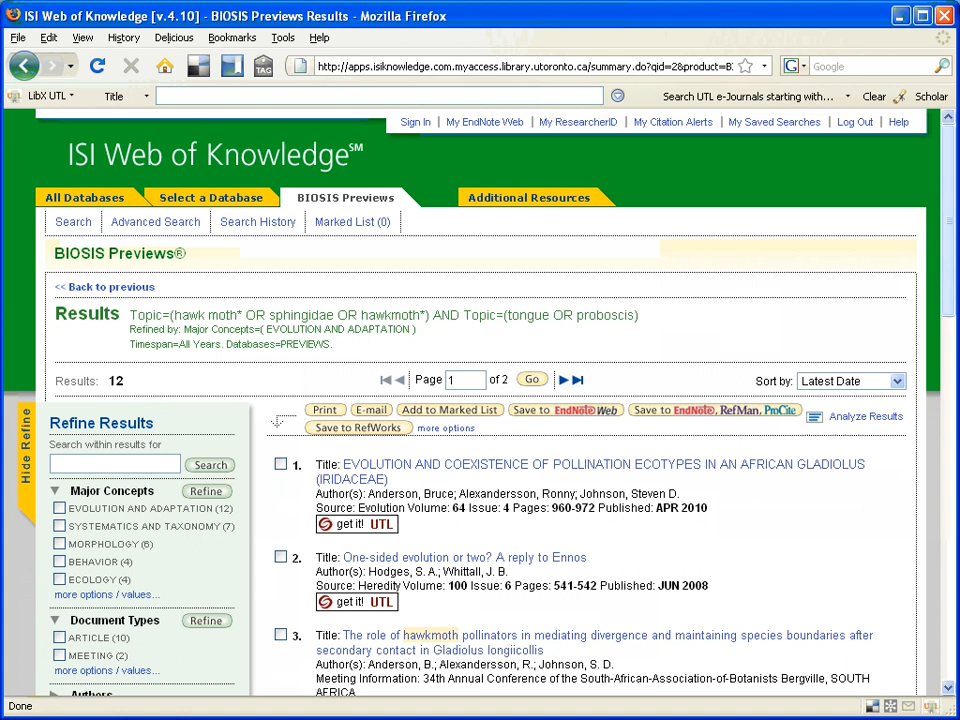 ISI Web of Knowledge [v.4.10] - BIOSIS Previews Results - Mozilla Firefox
File Edit View History Delicious Bookmarks Tools Help
TAG http://apps.isiknowledge.com.myaccess.library.utoronto.ca/summary.do?qid=2&product=B Google
LibX UTL Title Search UTL e-Journals starting with... Clear Scholar
Sign In | My EndNote Web | My ResearcherID | My Citation Alerts | My Saved Searches | Log Out | Help
ISI Web of Knowledge℠
All Databases Select a Database BIOSIS Previews Additional Resources
Search Advanced Search Search History Marked List (0)
BIOSIS Previews®
<< Back to previous
Results Topic=(hawk moth* OR sphingidae OR hawkmoth*) AND Topic=(tongue OR proboscis)
Refined by: Major Concepts=( EVOLUTION AND ADAPTATION )
Timespan=All Years. Databases=PREVIEWS.
Results: 12 Page 1 of 2 Go Sort by: Latest Date
Hide Refine
Refine Results
Search within results for
Search
Major Concepts Refine
EVOLUTION AND ADAPTATION (12)
SYSTEMATICS AND TAXONOMY (7)
MORPHOLOGY (6)
BEHAVIOR (4)
ECOLOGY (4)
more options / values...
Document Types Refine
ARTICLE (10)
MEETING (2)
more options / values...
Authors
Print E-mail Add to Marked List Save to EndNote Web Save to EndNote, RefMan, ProCite Analyze Results
Save to RefWorks more options
1. Title: EVOLUTION AND COEXISTENCE OF POLLINATION ECOTYPES IN AN AFRICAN GLADIOLUS
(IRIDACEAE)
Author(s): Anderson, Bruce; Alexandersson, Ronny; Johnson, Steven D.
Source: Evolution Volume: 64 Issue: 4 Pages: 960-972 Published: APR 2010
get it! UTL
2. Title: One-sided evolution or two? A reply to Ennos
Author(s): Hodges, S. A.; Whittall, J. B.
Source: Heredity Volume: 100 Issue: 6 Pages: 541-542 Published: JUN 2008
get it! UTL
3. Title: The role of hawkmoth pollinators in mediating divergence and maintaining species boundaries after
secondary contact in Gladiolus longiicollis
Author(s): Anderson, B.; Alexandersson, R.; Johnson, S. D.
Meeting Information: 34th Annual Conference of the South-African-Association-of-Botanists Bergville, SOUTH
AFRICA
Done